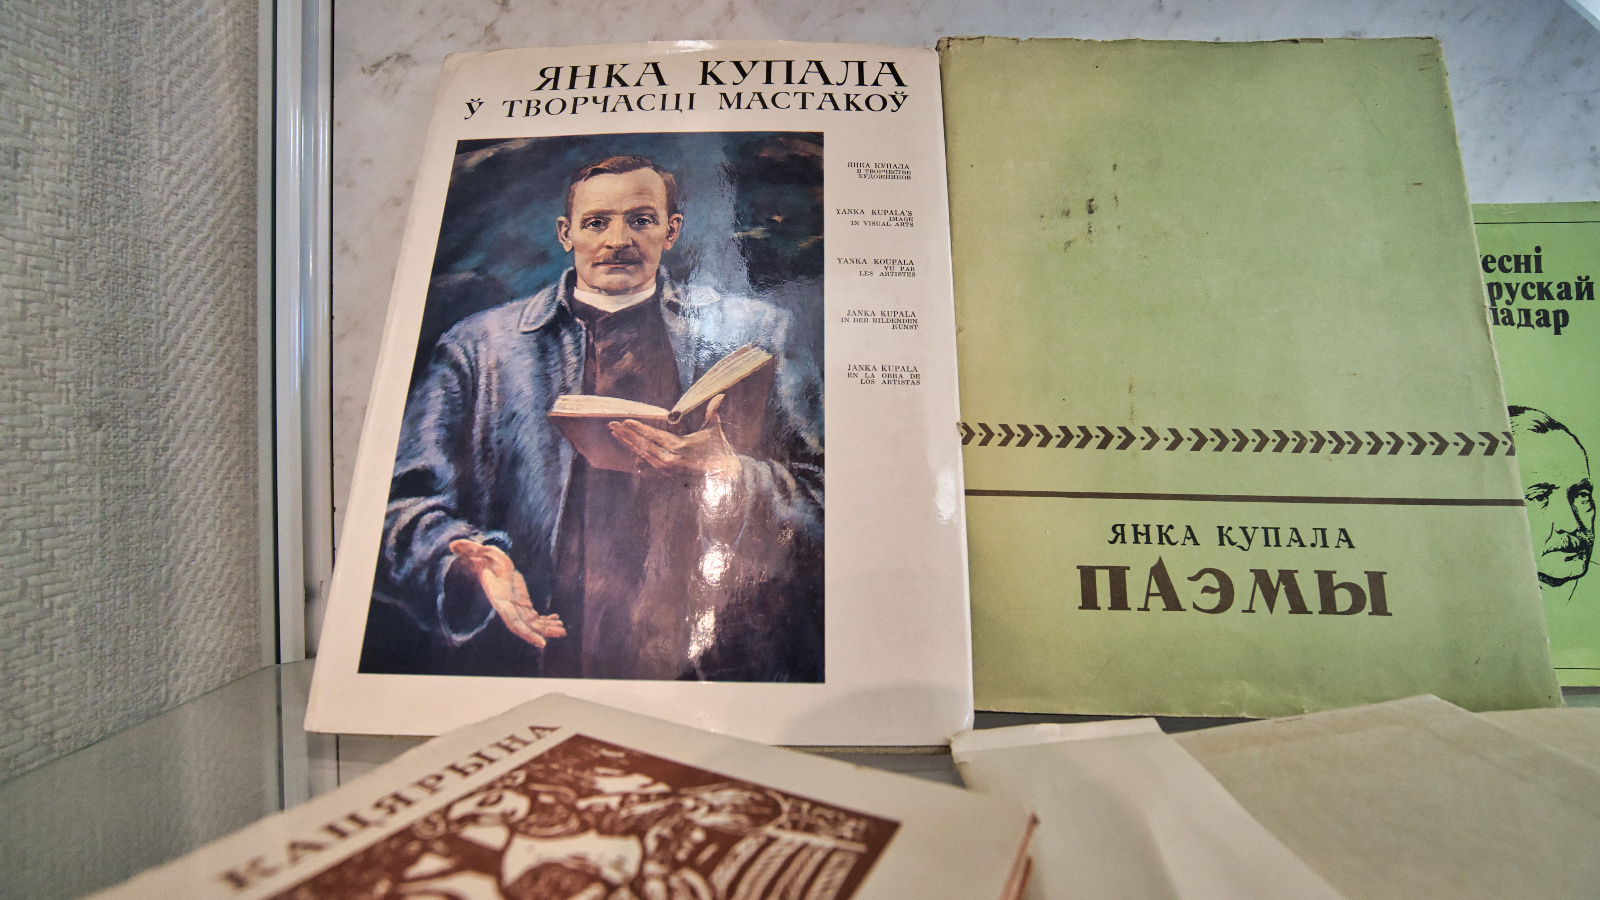 ЯНКА КУПАЛА
Ў ТВОРЧАСЦІ МАСТАКОЎ
ЯНКА КУПАЛА
В ТВОРЧЕСТВЕ
ХУДОЖНИКОВ
YANKA KUPALA'S
IMAGE
IN VISUAL ARTS
YANKA KOUPALA
VU PAR
LES ARTISTES
JANKA KUPALA
IN DER BILDENDEN
KUNST
JANKA KUPALA
EN LA OBRA DE
LOS ARTISTAS
ЯНКА КУПАЛА
ПАЭМЫ
есні
рускай
ладар
КАЦЯРЫНА